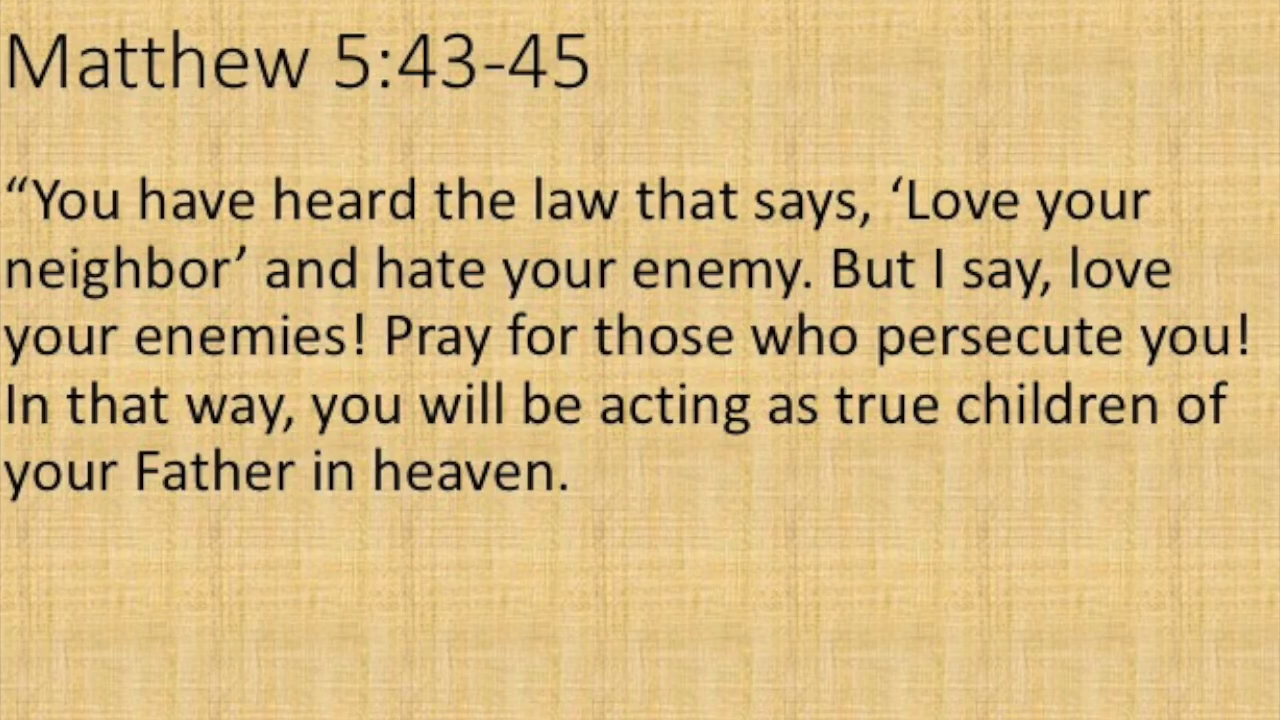 Matthew 5:43-45
“You have heard the law that says, ‘Love your
neighbor’ and hate your enemy. But I say, love
your enemies! Pray for those who persecute you!
In that way, you will be acting as true children of
your Father in heaven.